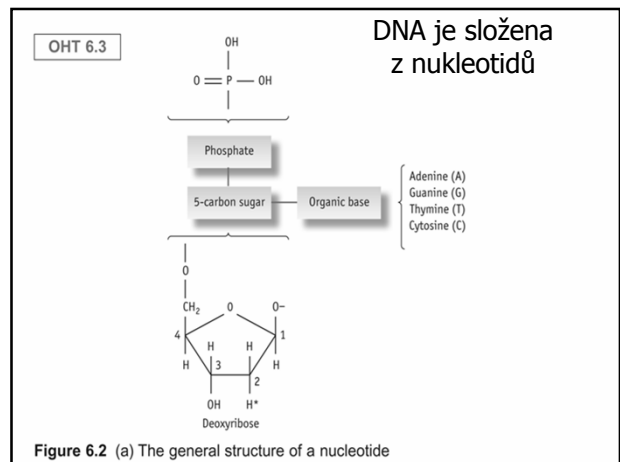 OHT 6.3
DNA je složena
z nukleotidů
OH
O P OH
Phosphate
5-carbon sugar
Organic base
Adenine (A)
Guanine (G)
Thymine (T)
Cytosine (C)
O
CH2 O O–
4 1
H H H H
3 2
OH H*
Deoxyribose
Figure 6.2 (a) The general structure of a nucleotide